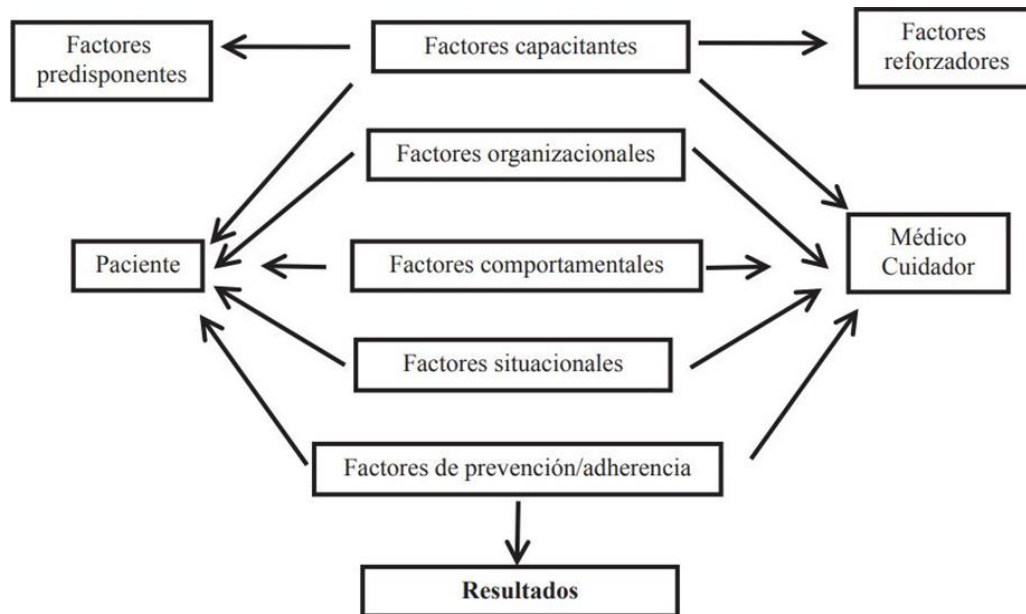 Factores
predisponentes
Factores capacitantes
Factores
reforzadores
Factores organizacionales
Paciente
Factores comportamentales
Médico
Cuidador
Factores situacionales
Factores de prevención/adherencia
Resultados